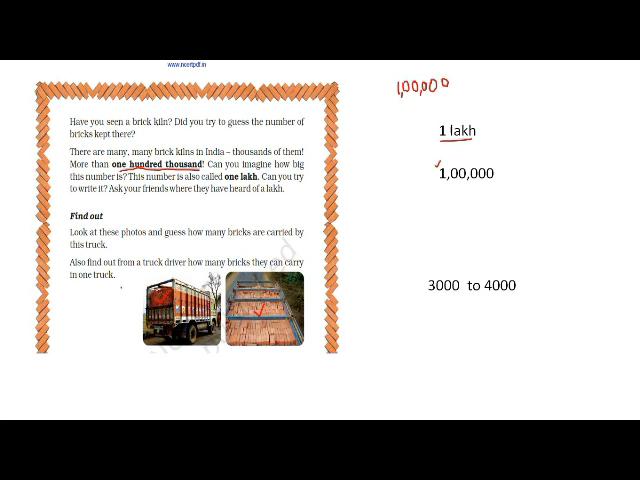 www.ncertpdf.in
Have you seen a brick kiln? Did you try to guess the number of
bricks kept there?
There are many, many brick kilns in India – thousands of them!
More than one hundred thousand! Can you imagine how big
this number is? This number is also called one lakh. Can you try
to write it? Ask your friends where they have heard of a lakh.
Find out
Look at these photos and guess how many bricks are carried by
this truck.
Also find out from a truck driver how many bricks they can carry
in one truck.
1,00,000
1 lakh
1,00,000
3000 to 4000